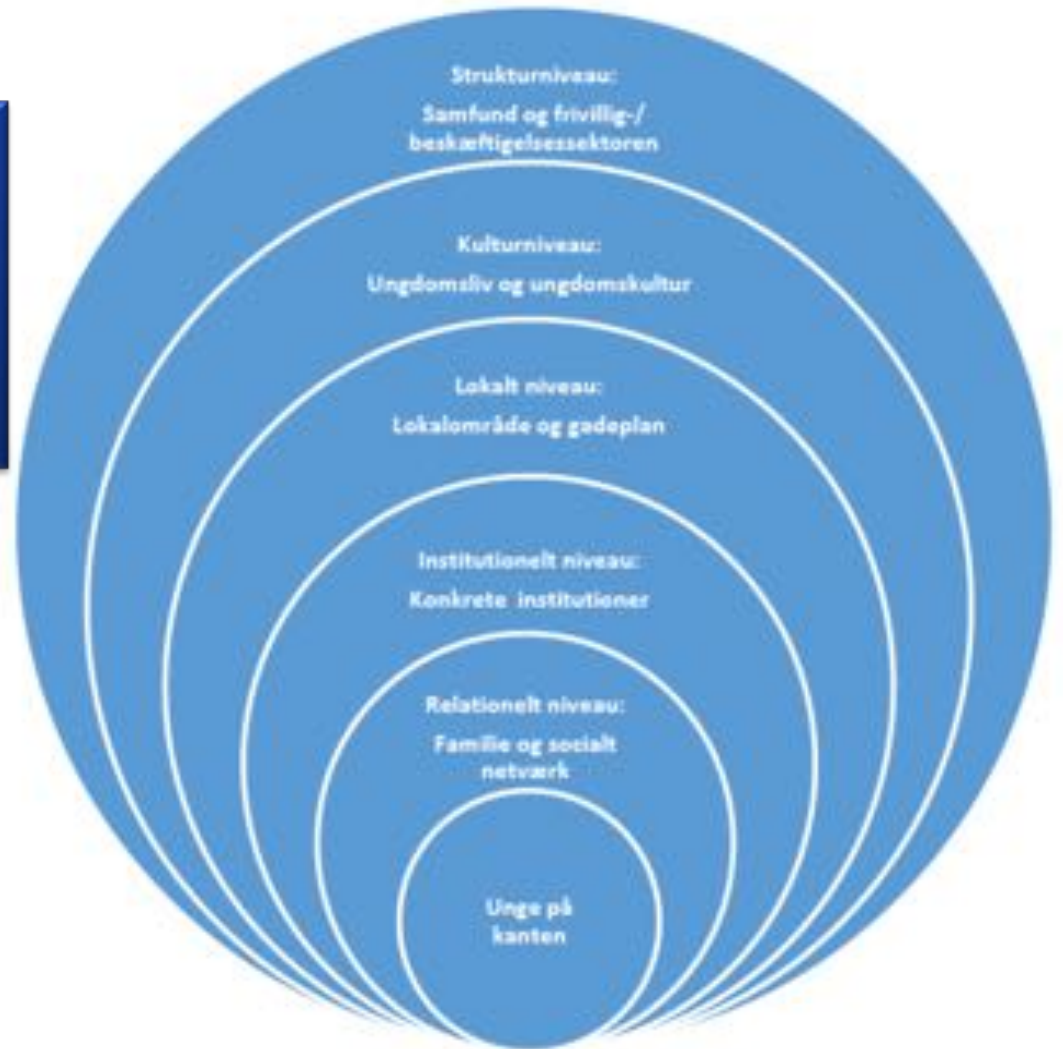 Strukturniveau:
Samfund og frivillig-/
beskæftigelsessektoren
Kulturniveau:
Ungdomsliv og ungdomskultur
Lokalt niveau:
Lokalområde og gadeplan
Institutionelt niveau:
Konkrete institutioner
Relationelt niveau:
Familie og socialt
netværk
Unge på
kanten